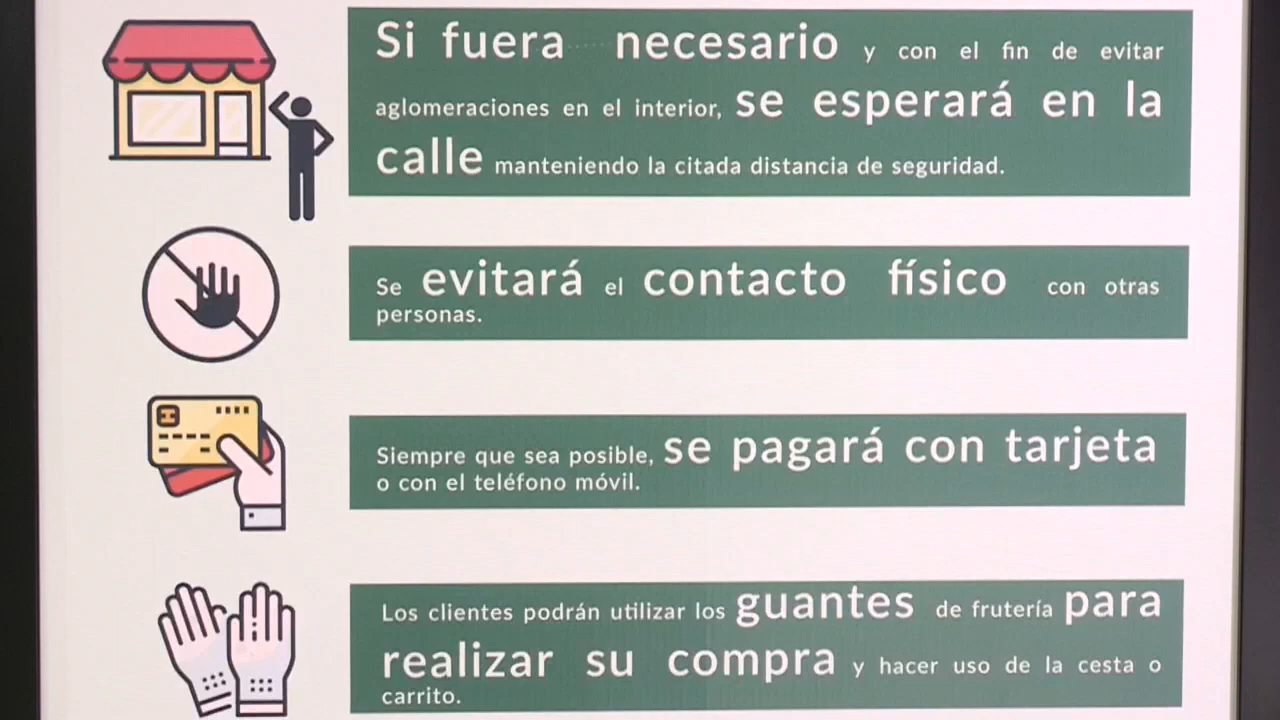 Si fuera necesario y con el fin de evitar
aglomeraciones en el interior, se esperará en la
calle manteniendo la citada distancia de seguridad.
Se evitará el contacto físico con otras
personas.
Siempre que sea posible, se pagará con tarjeta
o con el teléfono móvil.
Los clientes podrán utilizar los guantes de frutería para
realizar su compra y hacer uso de la cesta o
carrito.